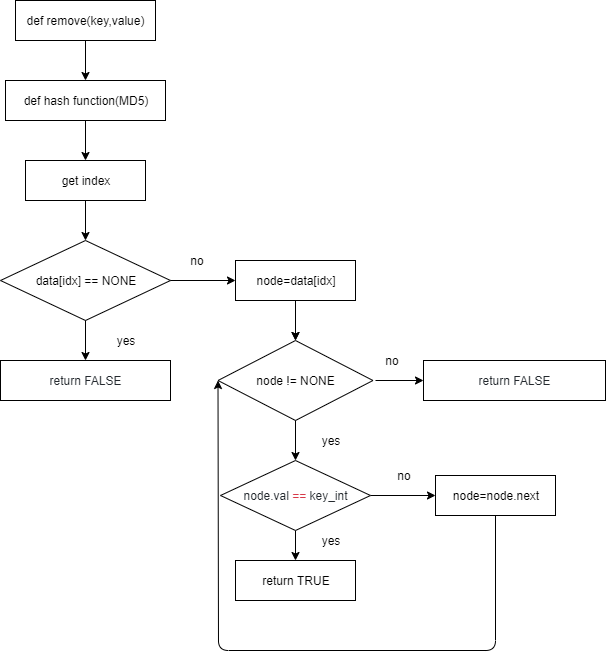 def remove(key,value)
def hash function(MD5)
get index
data[idx] == NONE
no
node=data[idx]
yes
return FALSE
node != NONE
no
return FALSE
yes
node.val == key_int
no
node=node.next
yes
return TRUE